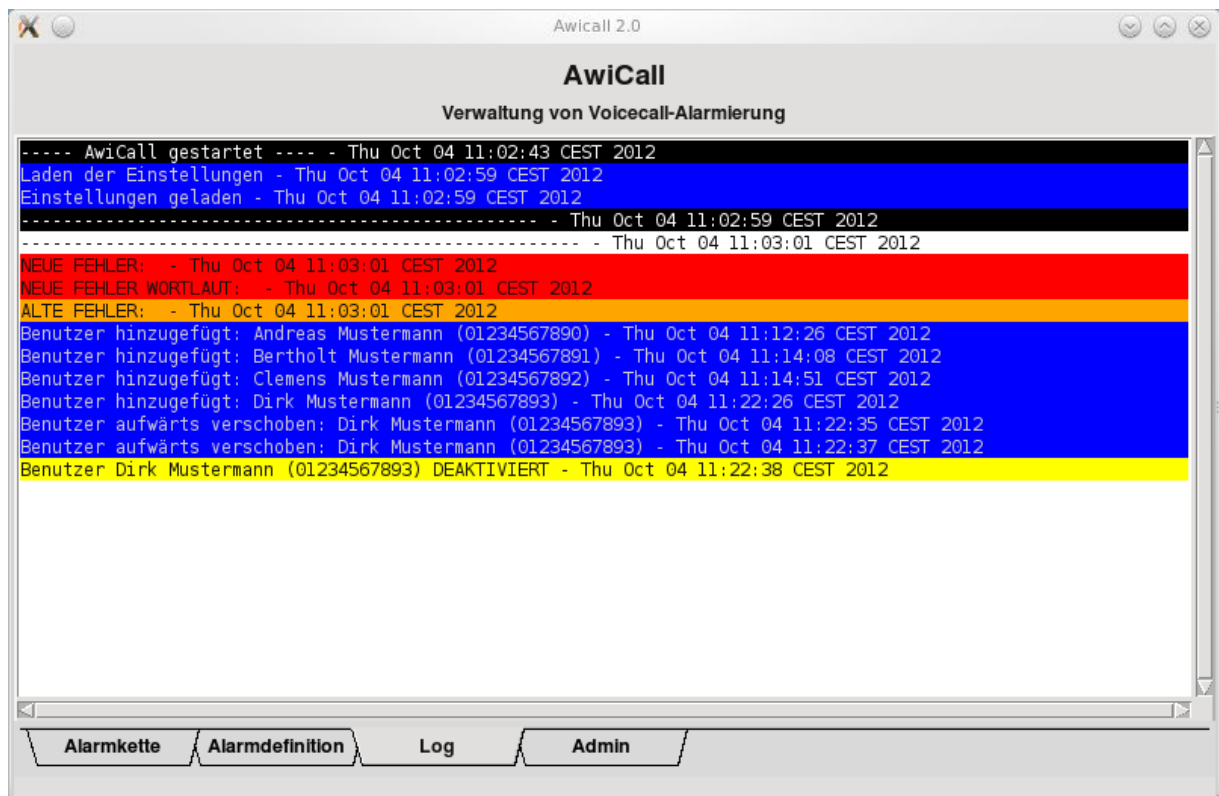 Awicall 2.0
AwiCall
Verwaltung von Voicecall-Alarmierung
----- AwiCall gestartet ---- - Thu Oct 04 11:02:43 CEST 2012
Laden der Einstellungen - Thu Oct 04 11:02:59 CEST 2012
Einstellungen geladen - Thu Oct 04 11:02:59 CEST 2012
------------------------------------------------- - Thu Oct 04 11:02:59 CEST 2012
----------------------------------------------------- - Thu Oct 04 11:03:01 CEST 2012
NEUE FEHLER:  - Thu Oct 04 11:03:01 CEST 2012
NEUE FEHLER WORTLAUT:  - Thu Oct 04 11:03:01 CEST 2012
ALTE FEHLER:  - Thu Oct 04 11:03:01 CEST 2012
Benutzer hinzugefügt: Andreas Mustermann (01234567890) - Thu Oct 04 11:12:26 CEST 2012
Benutzer hinzugefügt: Bertholt Mustermann (01234567891) - Thu Oct 04 11:14:08 CEST 2012
Benutzer hinzugefügt: Clemens Mustermann (01234567892) - Thu Oct 04 11:14:51 CEST 2012
Benutzer hinzugefügt: Dirk Mustermann (01234567893) - Thu Oct 04 11:22:26 CEST 2012
Benutzer aufwärts verschoben: Dirk Mustermann (01234567893) - Thu Oct 04 11:22:35 CEST 2012
Benutzer aufwärts verschoben: Dirk Mustermann (01234567893) - Thu Oct 04 11:22:37 CEST 2012
Benutzer Dirk Mustermann (01234567893) DEAKTIVIERT - Thu Oct 04 11:22:38 CEST 2012
Alarmkette Alarmdefinition Log Admin